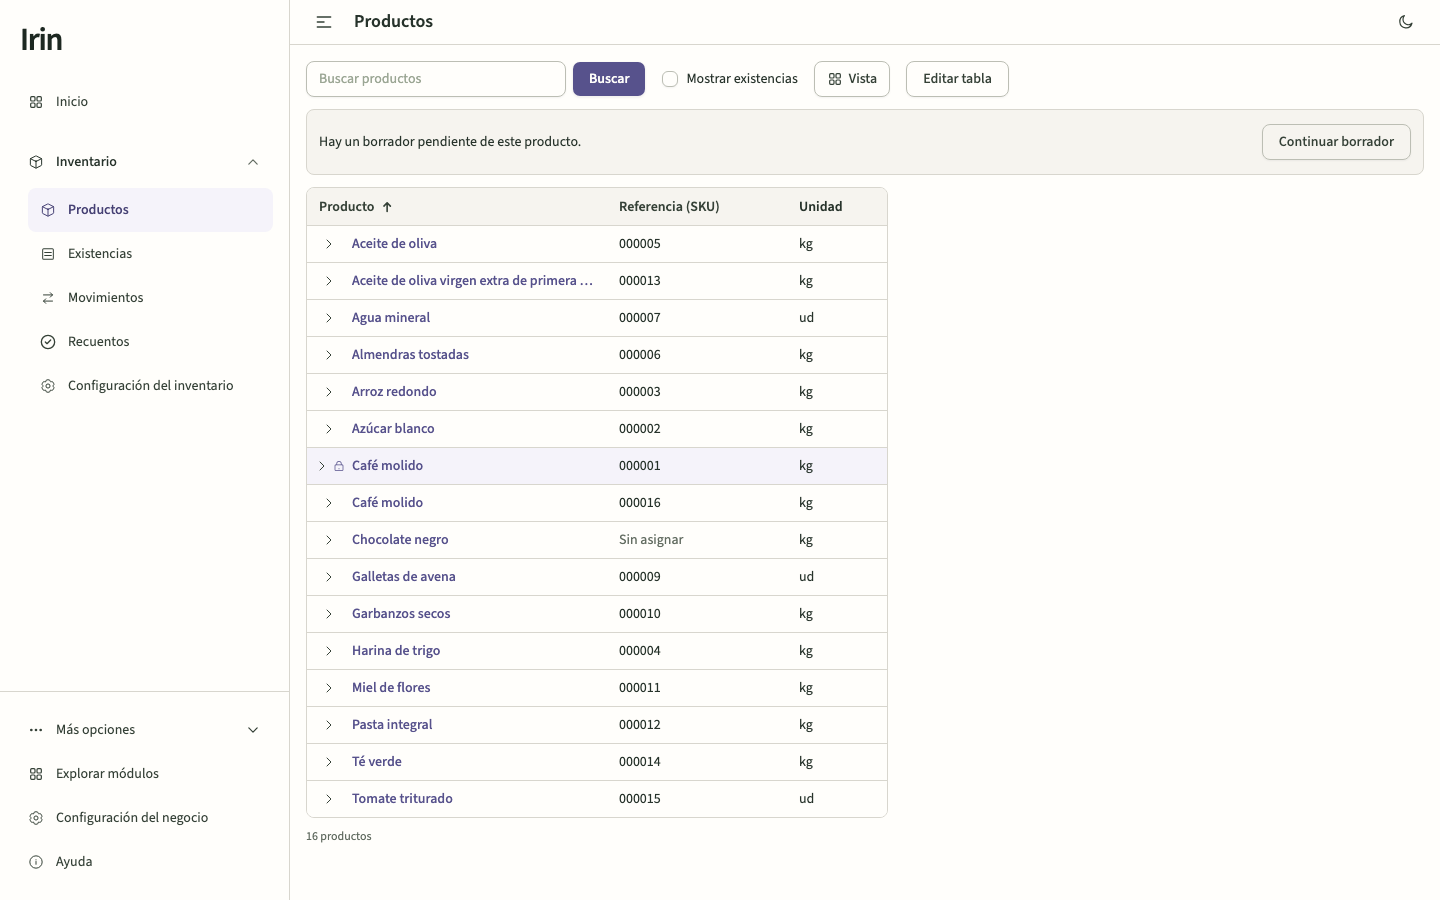 Irin
Inicio
Inventario
Productos
Existencias
Movimientos
Recuentos
Configuración del inventario
Más opciones
Explorar módulos
Configuración del negocio
Ayuda
Productos
Buscar productos Buscar Mostrar existencias Vista Editar tabla
Hay un borrador pendiente de este producto. Continuar borrador
Producto Referencia (SKU) Unidad
Aceite de oliva 000005 kg
Aceite de oliva virgen extra de primera … 000013 kg
Agua mineral 000007 ud
Almendras tostadas 000006 kg
Arroz redondo 000003 kg
Azúcar blanco 000002 kg
Café molido 000001 kg
Café molido 000016 kg
Chocolate negro Sin asignar kg
Galletas de avena 000009 ud
Garbanzos secos 000010 kg
Harina de trigo 000004 kg
Miel de flores 000011 kg
Pasta integral 000012 kg
Té verde 000014 kg
Tomate triturado 000015 ud
16 productos